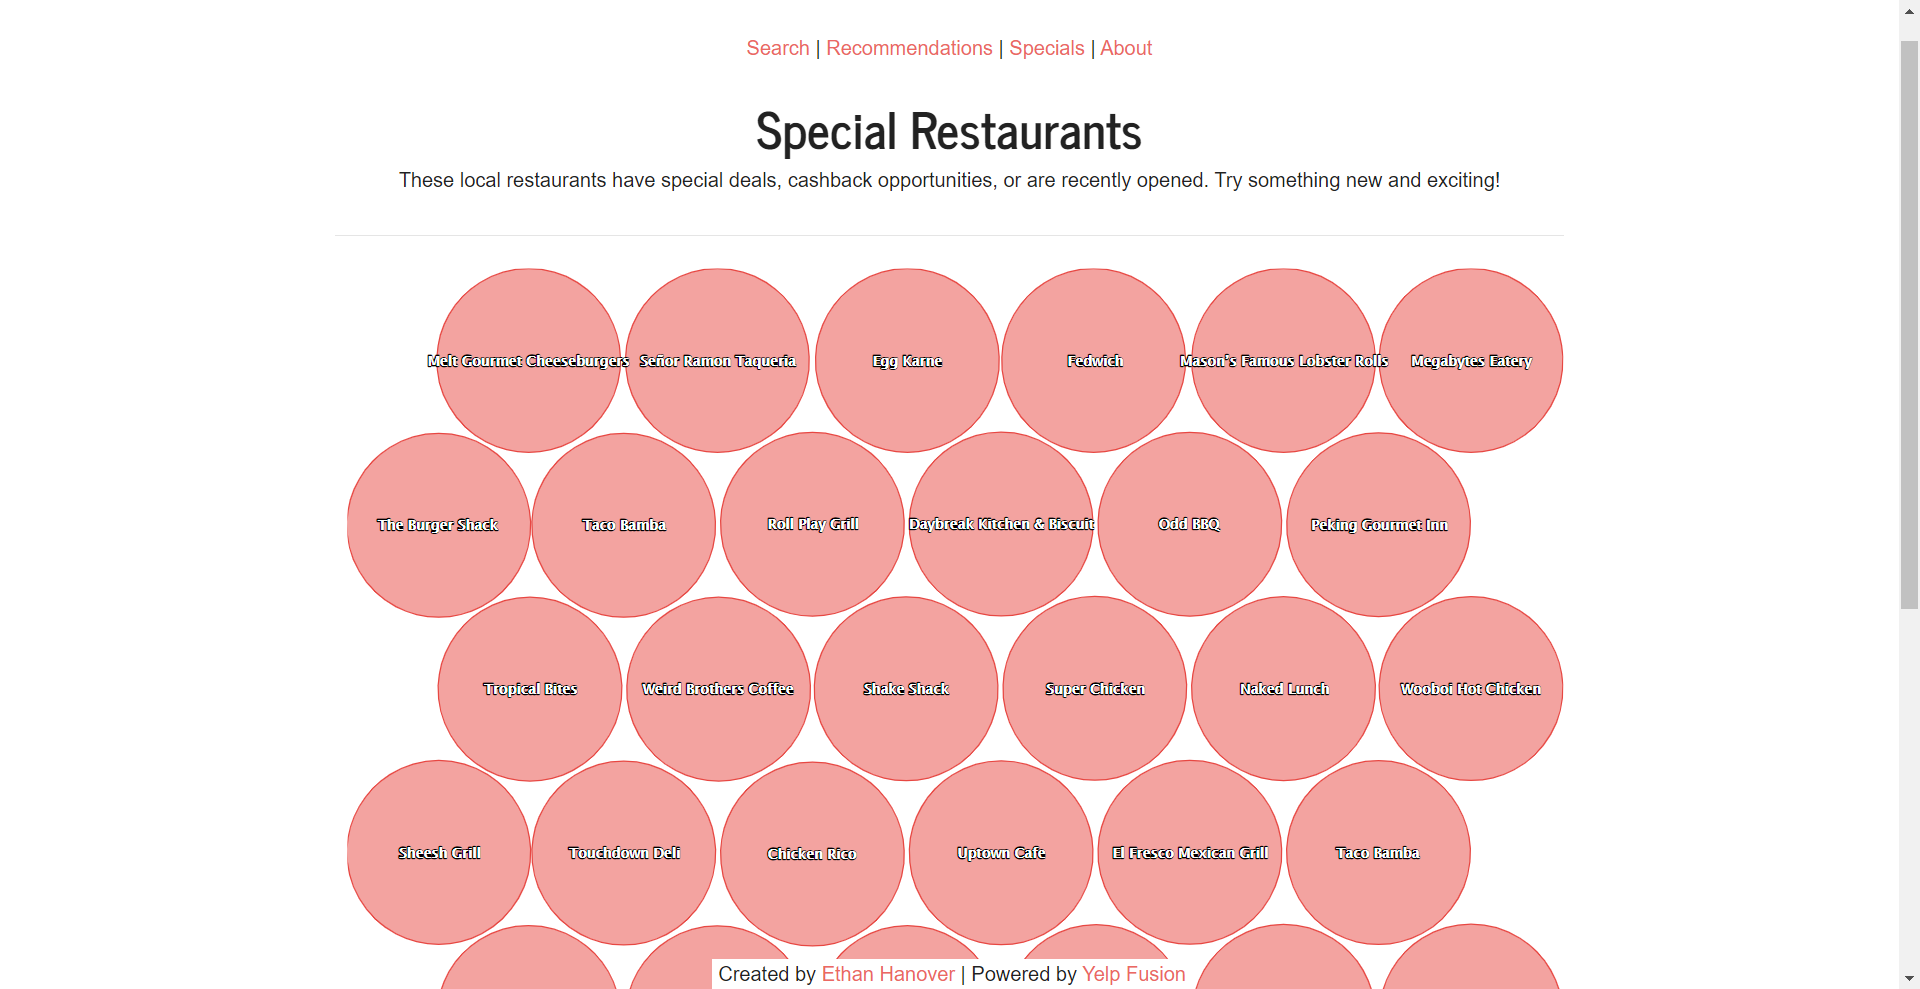 Search | Recommendations | Specials | About
Special Restaurants
These local restaurants have special deals, cashback opportunities, or are recently opened. Try something new and exciting!
Melt Gourmet Cheeseburgers
Señor Ramon Taqueria
Egg Karne
Fedwich
Mason's Famous Lobster Rolls
Megabytes Eatery
The Burger Shack
Taco Bamba
Roll Play Grill
Daybreak Kitchen & Biscuit
Odd BBQ
Peking Gourmet Inn
Tropical Bites
Weird Brothers Coffee
Shake Shack
Super Chicken
Naked Lunch
Wooboi Hot Chicken
Sheesh Grill
Touchdown Deli
Chicken Rico
Uptown Cafe
El Fresco Mexican Grill
Taco Bamba
Created by Ethan Hanover | Powered by Yelp Fusion